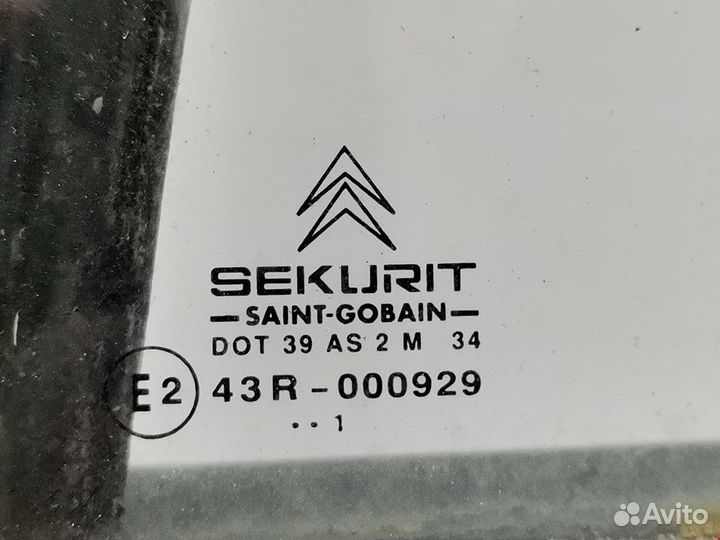 SEKURIT
SAINT-GOBAIN
DOT 39 AS 2 M 34
E2 43R-000929
•• 1
Avito